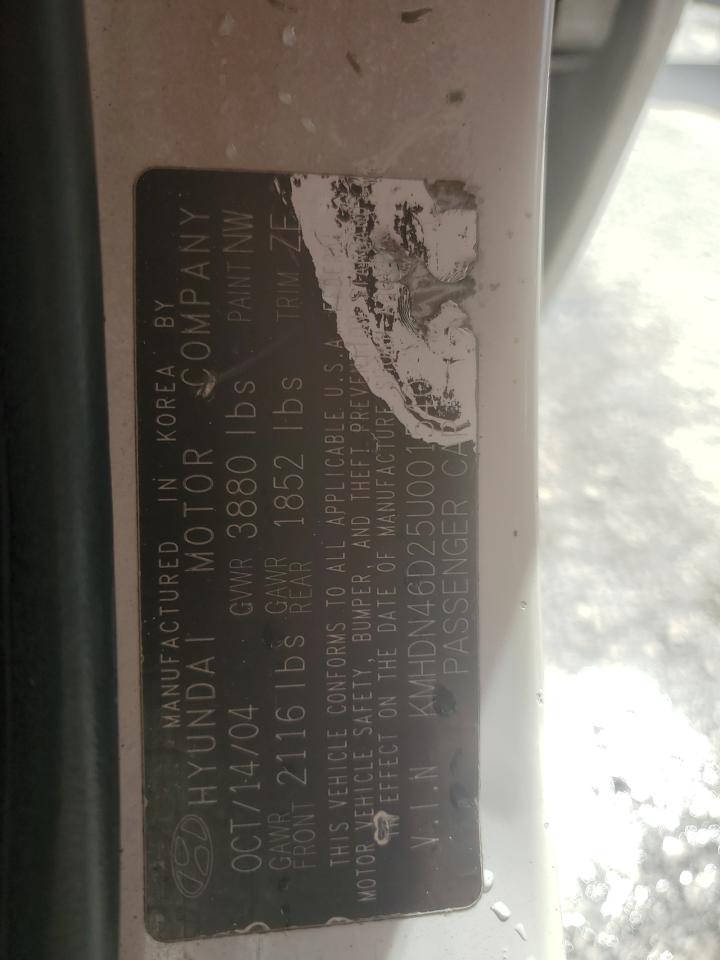 MANUFACTURED IN KOREA BY
HYUNDAI MOTOR COMPANY
OCT/14/04 GVWR 3880 lbs PAINT NW
GAWR FRONT 2116 lbs GAWR REAR 1852 lbs TRIM ZE
THIS VEHICLE CONFORMS TO ALL APPLICABLE U.S.A.
MOTOR VEHICLE SAFETY, BUMPER, AND THEFT
IN EFFECT ON THE DATE OF MANUFACTURE
V.I.N KMHDN46D25U001
PASSENGER